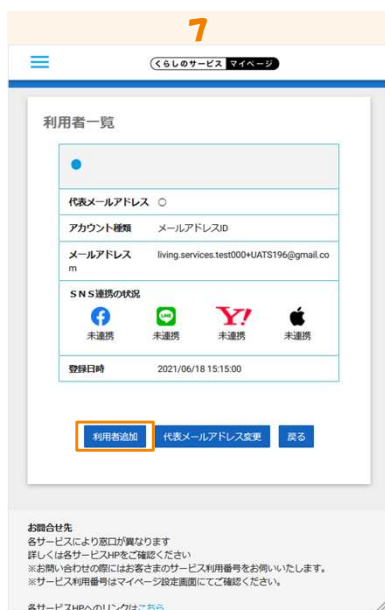 7
くらしのサービス マイページ
利用者一覧
代表メールアドレス ○
アカウント種類 メールアドレスID
メールアドレス living.services.test000+UATS196@gmail.co
m
SNS連携の状況
LINE Y!
未連携 未連携 未連携 未連携
登録日時 2021/06/18 15:15:00
利用者追加 代表メールアドレス変更 戻る
お問合せ先
各サービスにより窓口が異なります
詳しくは各サービスHPをご確認ください
※お問い合わせの際にはお客さまのサービス利用番号をお伺いいたします。
※サービス利用番号はマイページ設定画面にてご確認ください。
各サービスHPへのリンクはこちら